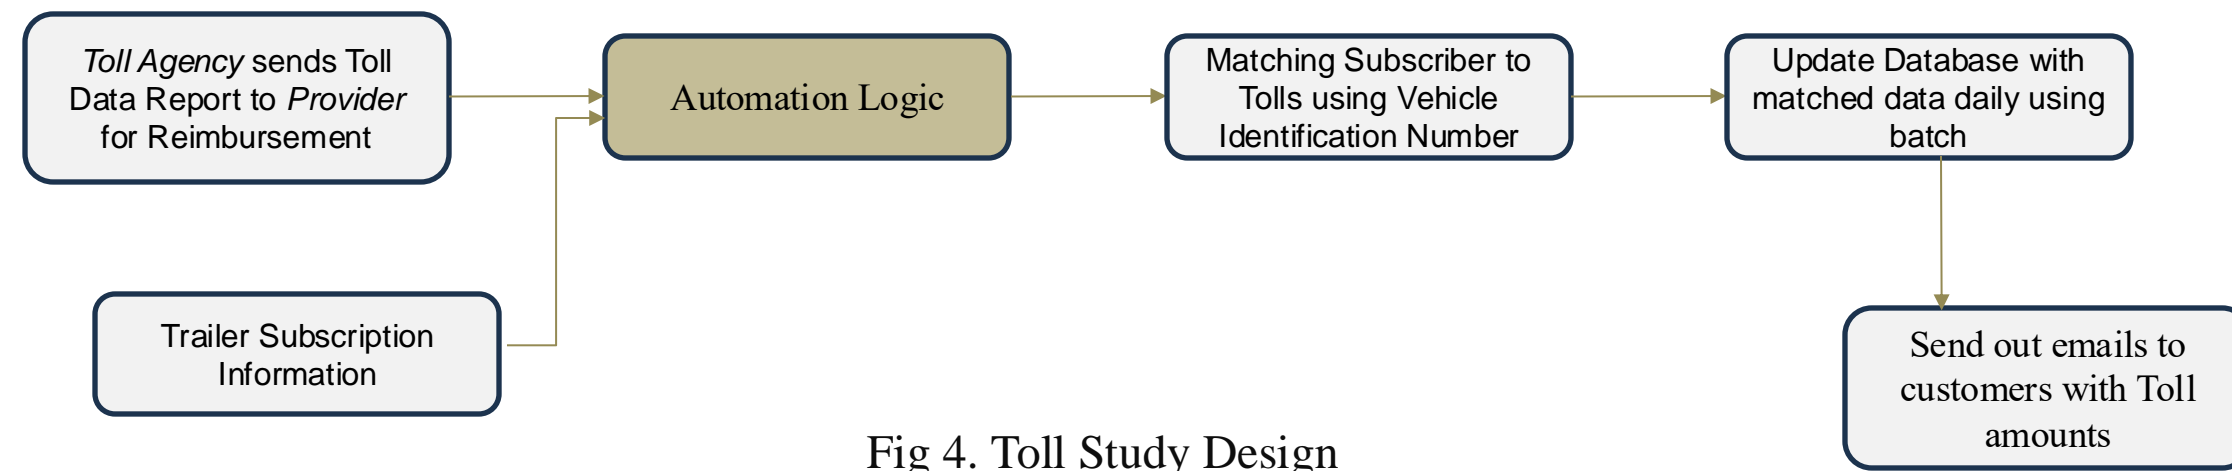 Toll Agency sends Toll
Data Report to Provider
for Reimbursement
Automation Logic
Matching Subscriber to
Tolls using Vehicle
Identification Number
Update Database with
matched data daily using
batch
Trailer Subscription
Information
Send out emails to
customers with Toll
amounts
Fig 4. Toll Study Design